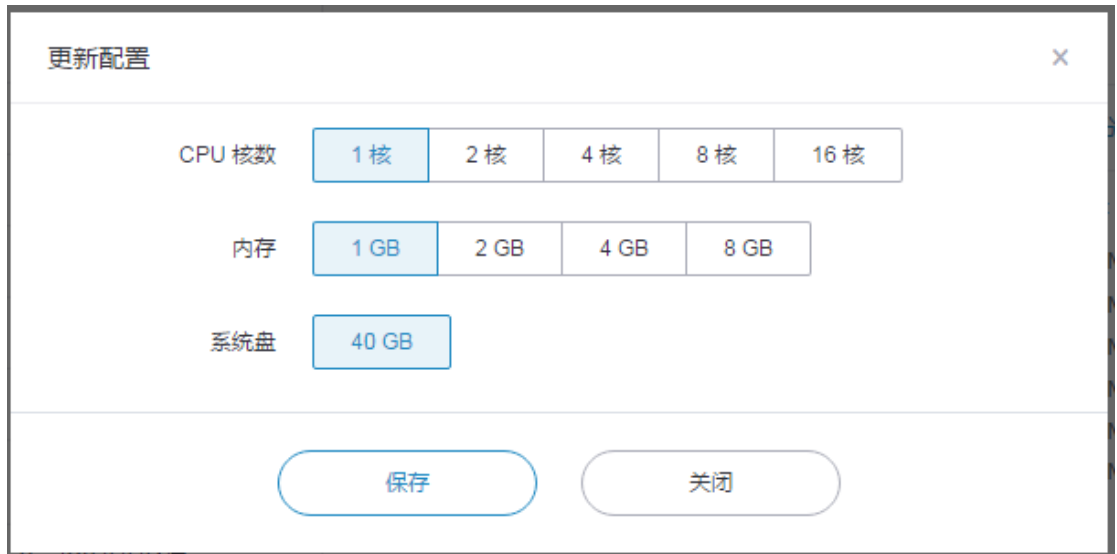 更新配置 ×
CPU 核数 1 核 2 核 4 核 8 核 16 核
内存 1 GB 2 GB 4 GB 8 GB
系统盘 40 GB
保存 关闭